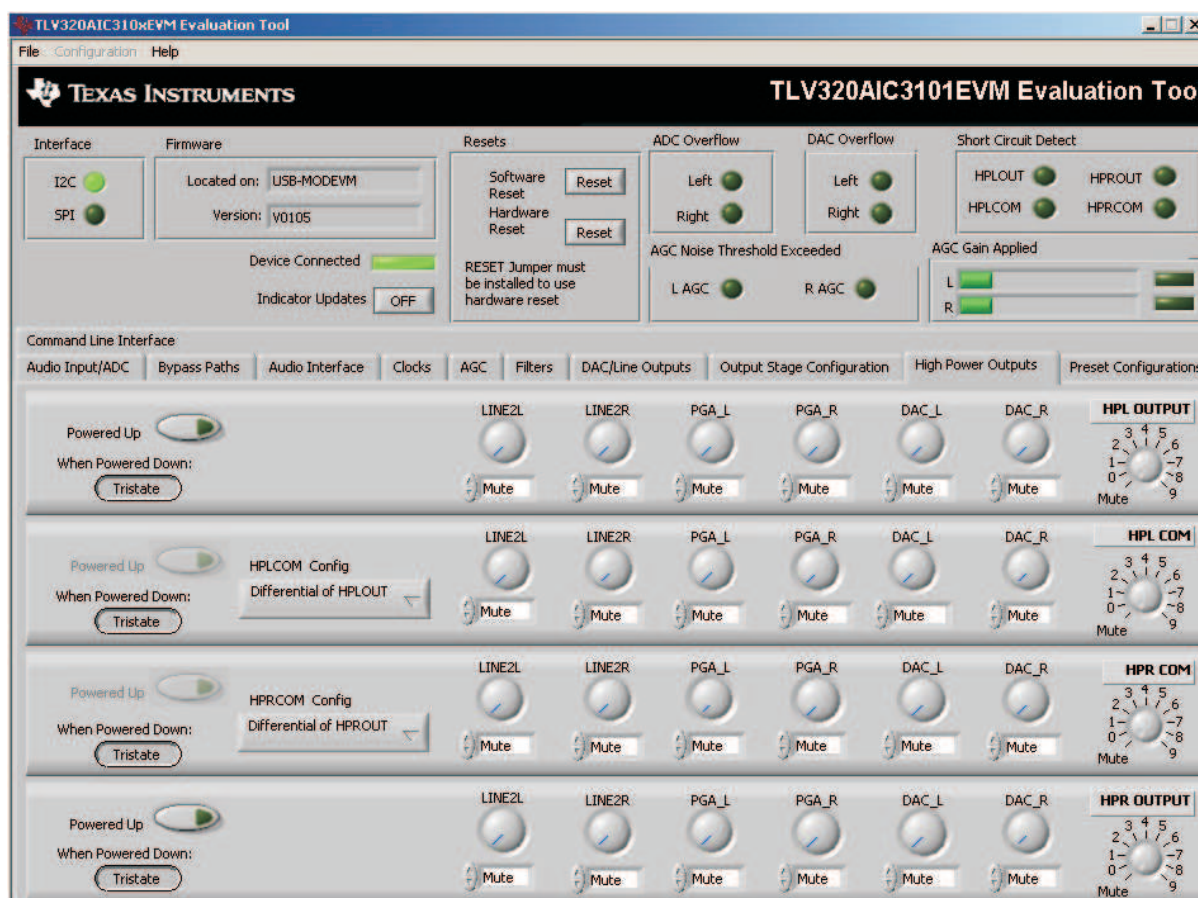 TLV320AIC310xEVM Evaluation Tool
File Configuration Help
TEXAS INSTRUMENTS
TLV320AIC3101EVM Evaluation Too
Interface
I2C
SPI
Firmware
Located on: USB-MODEVM
Version: V0105
Device Connected
Indicator Updates OFF
Resets
Software Reset Reset
Hardware Reset Reset
RESET Jumper must
be installed to use
hardware reset
ADC Overflow
Left
Right
DAC Overflow
Left
Right
Short Circuit Detect
HPLOUT HPROUT
HPLCOM HPRCOM
AGC Noise Threshold Exceeded
L AGC R AGC
AGC Gain Applied
L
R
Command Line Interface
Audio Input/ADC Bypass Paths Audio Interface Clocks AGC Filters DAC/Line Outputs Output Stage Configuration High Power Outputs Preset Configurations
Powered Up
When Powered Down:
Tristate
LINE2L LINE2R PGA_L PGA_R DAC_L DAC_R
Mute Mute Mute Mute Mute Mute
HPL OUTPUT
Mute 0 1 2 3 4 5 6 7 8 9
Powered Up
When Powered Down:
Tristate
HPLCOM Config
Differential of HPLOUT
LINE2L LINE2R PGA_L PGA_R DAC_L DAC_R
Mute Mute Mute Mute Mute Mute
HPL COM
Mute 0 1 2 3 4 5 6 7 8 9
Powered Up
When Powered Down:
Tristate
HPRCOM Config
Differential of HPROUT
LINE2L LINE2R PGA_L PGA_R DAC_L DAC_R
Mute Mute Mute Mute Mute Mute
HPR COM
Mute 0 1 2 3 4 5 6 7 8 9
Powered Up
When Powered Down:
Tristate
LINE2L LINE2R PGA_L PGA_R DAC_L DAC_R
Mute Mute Mute Mute Mute Mute
HPR OUTPUT
Mute 0 1 2 3 4 5 6 7 8 9